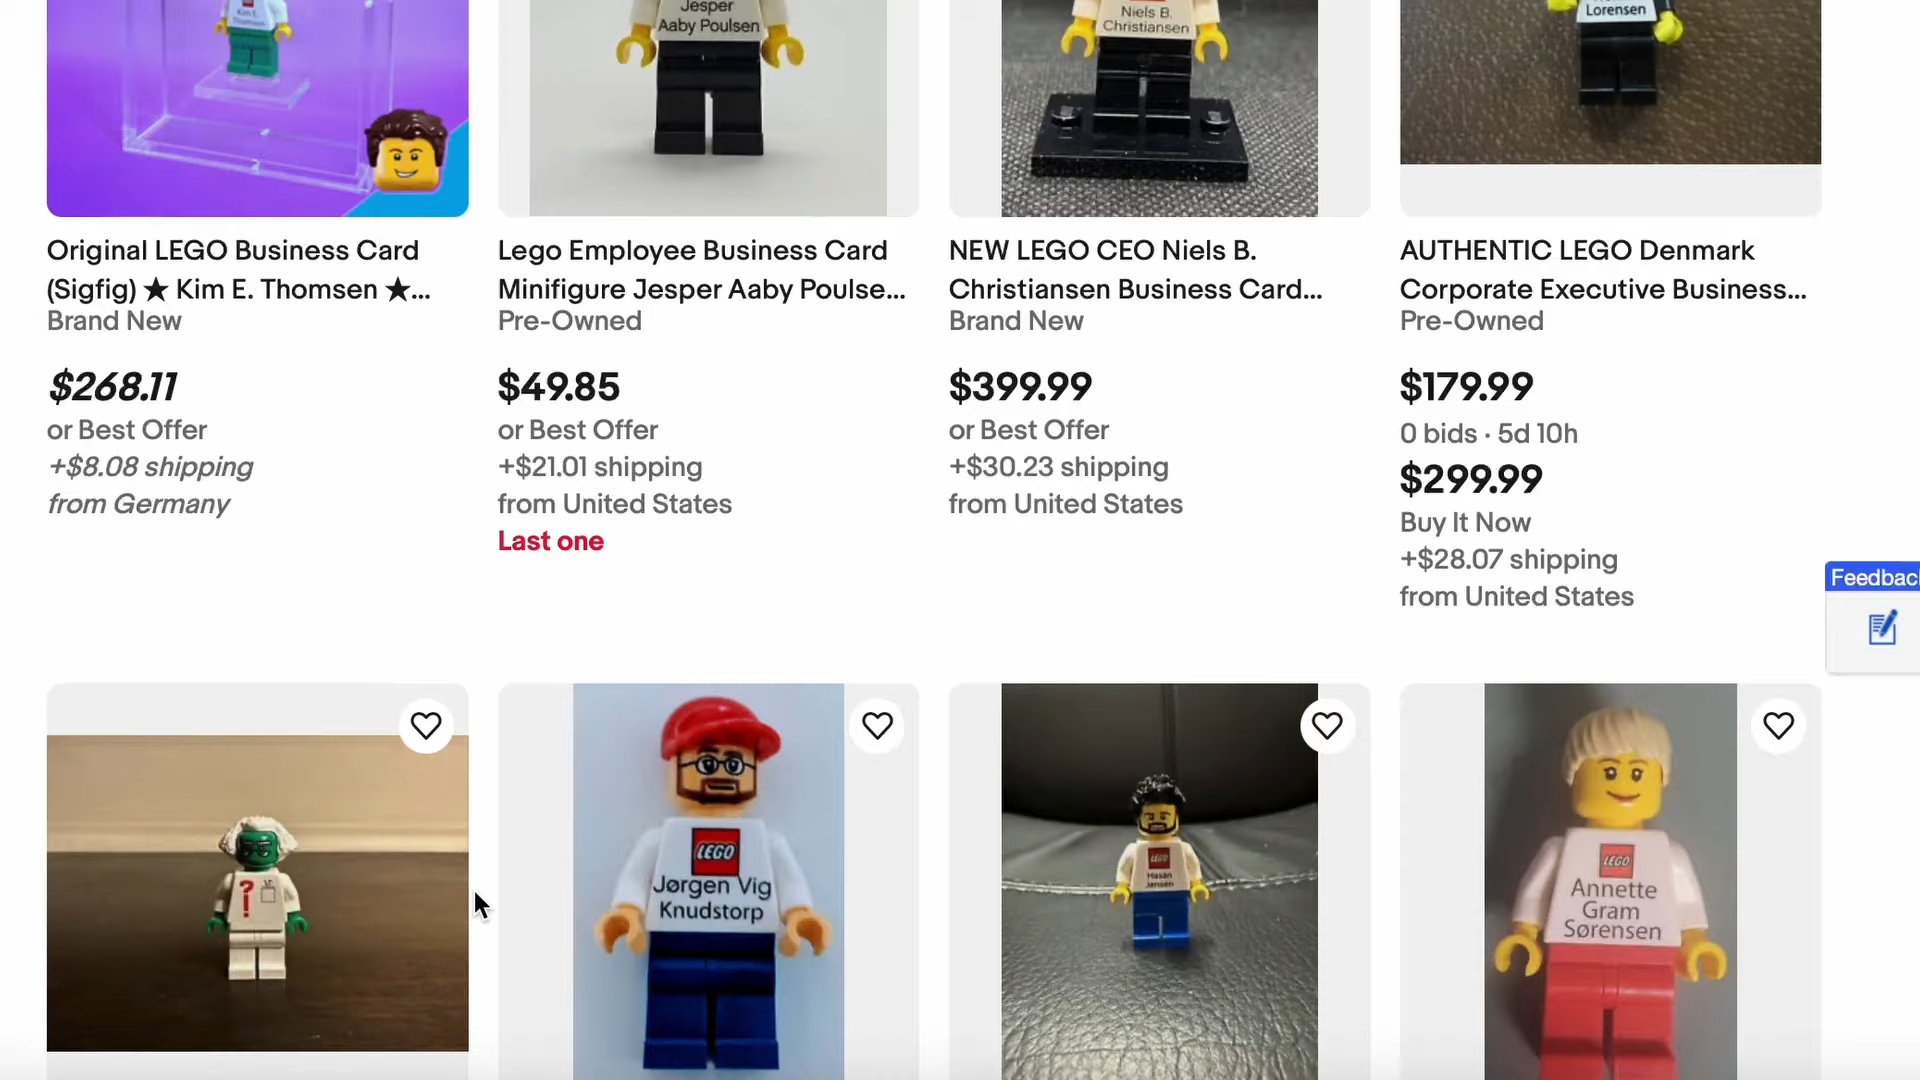 Kim E.
Thomsen
Jesper
Aaby Poulsen
Niels B.
Christiansen
Lorensen
Original LEGO Business Card
(Sigfig) ★ Kim E. Thomsen ★...
Brand New
$268.11
or Best Offer
+$8.08 shipping
from Germany
Lego Employee Business Card
Minifigure Jesper Aaby Poulse...
Pre-Owned
$49.85
or Best Offer
+$21.01 shipping
from United States
Last one
NEW LEGO CEO Niels B.
Christiansen Business Card...
Brand New
$399.99
or Best Offer
+$30.23 shipping
from United States
AUTHENTIC LEGO Denmark
Corporate Executive Business...
Pre-Owned
$179.99
0 bids · 5d 10h
$299.99
Buy It Now
+$28.07 shipping
from United States
Feedbac
?
LEGO
Jørgen Vig
Knudstorp
LEGO
Hasan
Jensen
LEGO
Annette
Gram
Sørensen